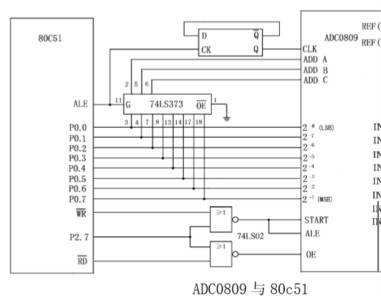 80C51
ADC0809
REF(
REF(
D
Q
CK
Q
CLK
ADD A
ADD B
ADD C
2
5
6
ALE
11
G
74LS373
OE
1
3
4
7
8
13
14
17
18
P0.0
P0.1
P0.2
P0.3
P0.4
P0.5
P0.6
P0.7
2-8 (LSB)
2-7
2-6
2-5
2-4
2-3
2-2
2-1 (MSB)
IN
IN
IN
IN
IN
IN
IN
IN
WR
P2.7
RD
≥1
≥1
74LS02
START
ALE
OE
ADC0809 与 80c51